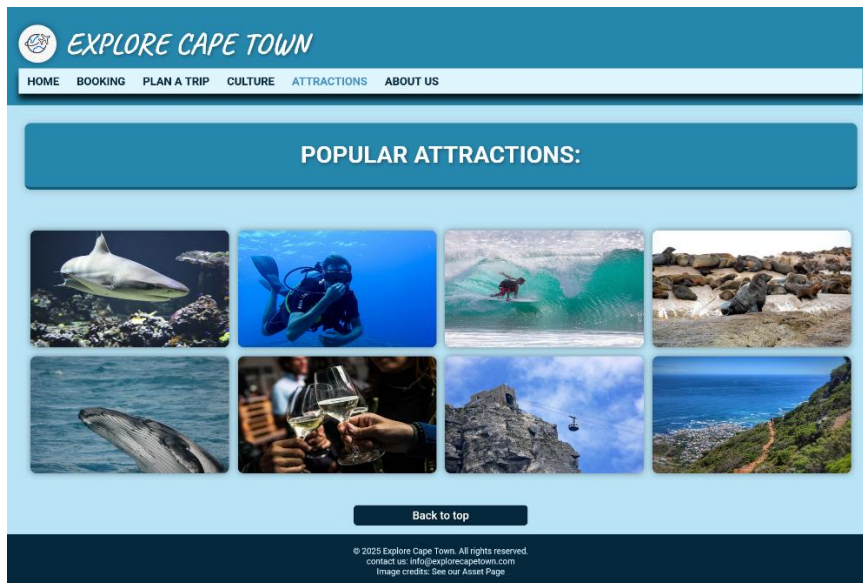 EXPLORE CAPE TOWN
HOME BOOKING PLAN A TRIP CULTURE ATTRACTIONS ABOUT US
POPULAR ATTRACTIONS:
Back to top
© 2025 Explore Cape Town. All rights reserved.
contact us: info@explorecapetown.com
Image credits: See our Asset Page